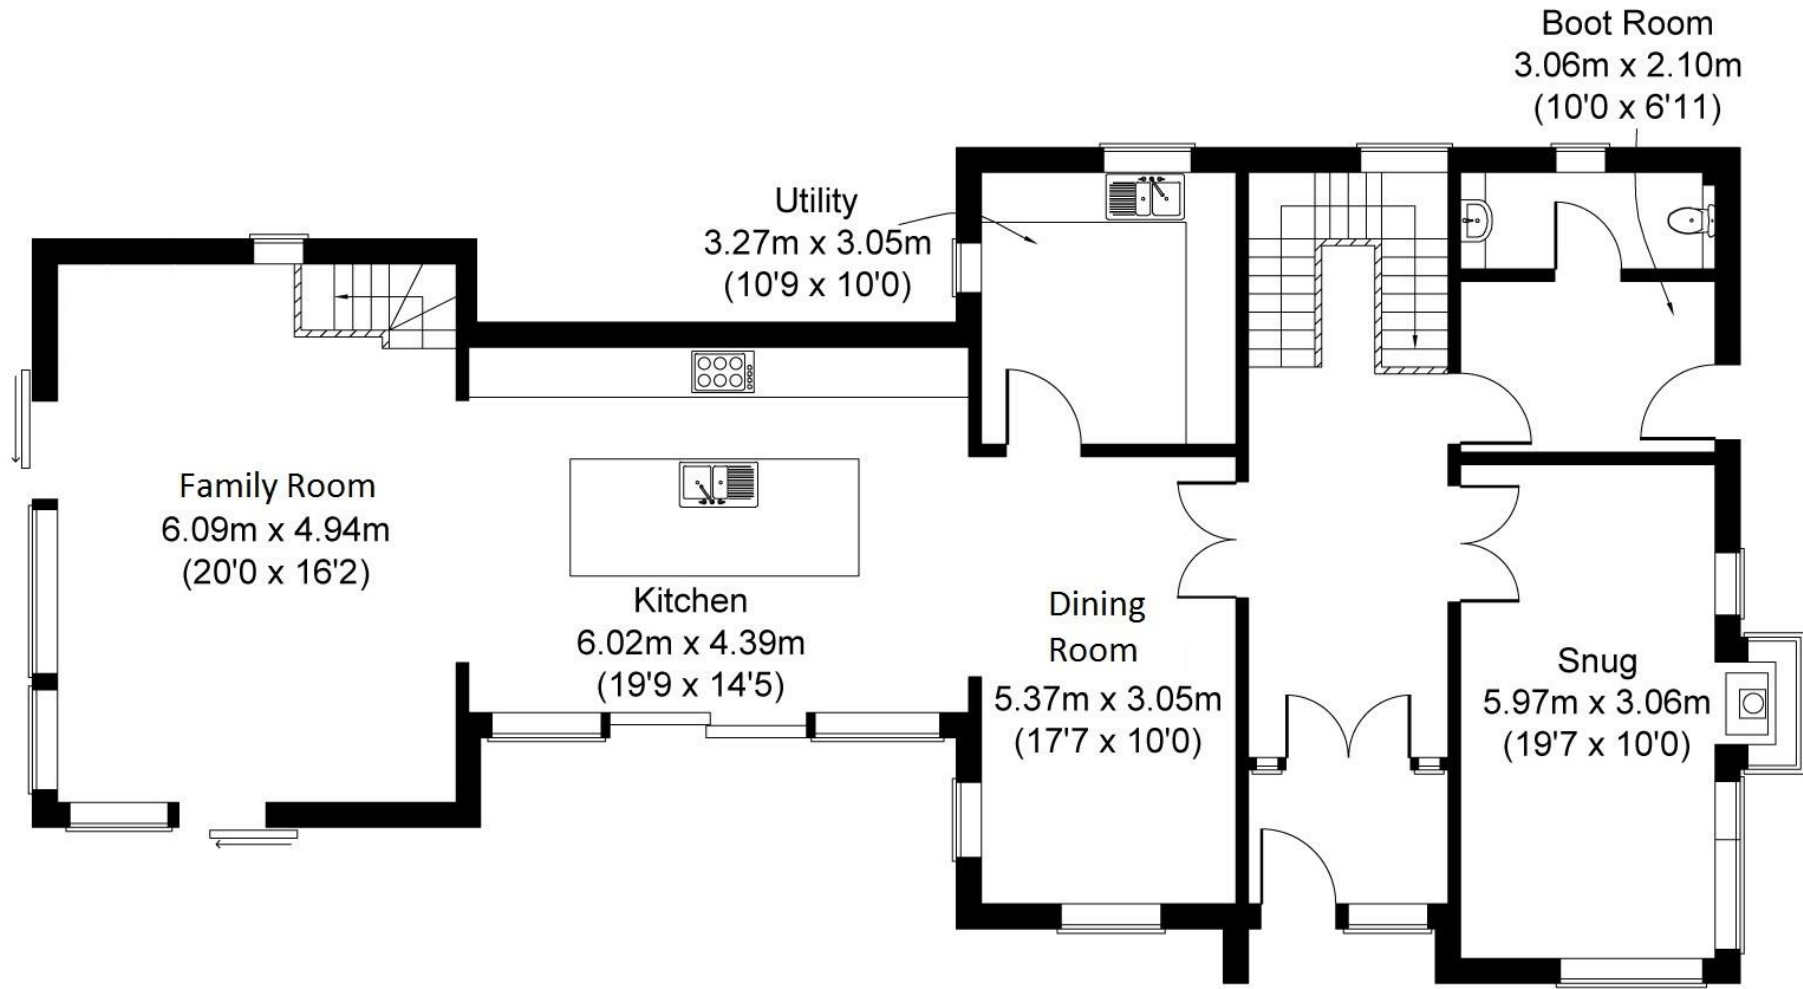 Boot Room
3.06m x 2.10m
(10'0 x 6'11)
Utility
3.27m x 3.05m
(10'9 x 10'0)
Family Room
6.09m x 4.94m
(20'0 x 16'2)
Kitchen
6.02m x 4.39m
(19'9 x 14'5)
Dining
Room
5.37m x 3.05m
(17'7 x 10'0)
Snug
5.97m x 3.06m
(19'7 x 10'0)